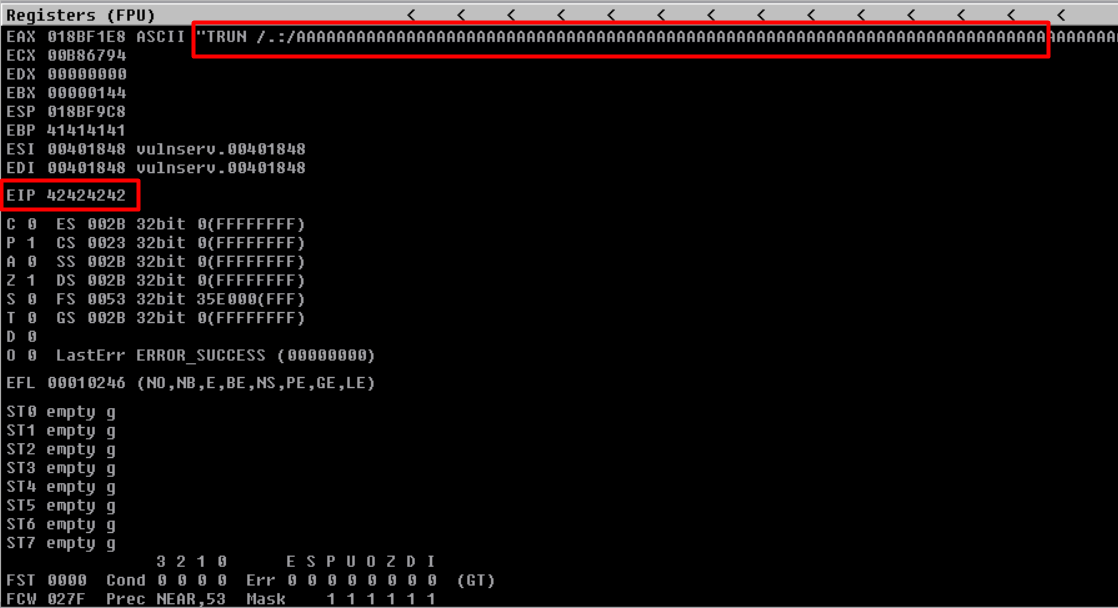 Registers (FPU) < < < < < < < < < < < < < <
EAX 018BF1E8 ASCII "TRUN /.:/AAAAAAAAAAAAAAAAAAAAAAAAAAAAAAAAAAAAAAAAAAAAAAAAAAAAAAAAAAAAAAAAAAAAAAAAAAAAAAAAAA
ECX 00B86794
EDX 00000000
EBX 00000144
ESP 018BF9C8
EBP 41414141
ESI 00401848 vulnserv.00401848
EDI 00401848 vulnserv.00401848
EIP 42424242
C 0 ES 002B 32bit 0(FFFFFFFF)
P 1 CS 0023 32bit 0(FFFFFFFF)
A 0 SS 002B 32bit 0(FFFFFFFF)
Z 1 DS 002B 32bit 0(FFFFFFFF)
S 0 FS 0053 32bit 35E000(FFF)
T 0 GS 002B 32bit 0(FFFFFFFF)
D 0
O 0 LastErr ERROR_SUCCESS (00000000)
EFL 00010246 (NO,NB,E,BE,NS,PE,GE,LE)
ST0 empty g
ST1 empty g
ST2 empty g
ST3 empty g
ST4 empty g
ST5 empty g
ST6 empty g
ST7 empty g
3 2 1 0 E S P U O Z D I
FST 0000 Cond 0 0 0 0 Err 0 0 0 0 0 0 0 0 (GT)
FCW 027F Prec NEAR,53 Mask 1 1 1 1 1 1